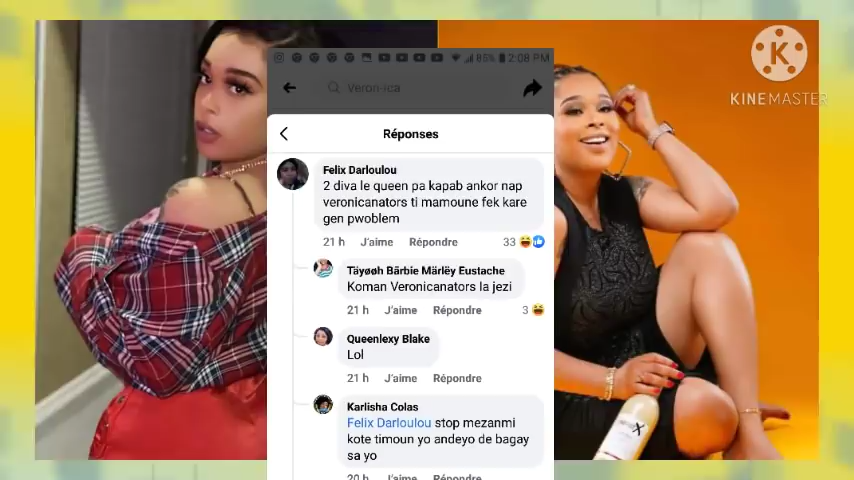 2:08 PM
85%
Veronica
KINEMASTER
Réponses
Felix Darloulou
2 diva le queen pa kapab ankor nap
veronicanators ti mamoune fek kare
gen pwoblem
21 h J'aime Répondre 33
Täyøøh Bãrbie Märlëy Eustache
Koman Veronicanators la jezi
21 h J'aime Répondre 3
Queenlexy Blake
Lol
21 h J'aime Répondre
Karlisha Colas
Felix Darloulou stop mezanmi
kote timoun yo andeyo de bagay
sa yo
20 h J'aime Répondre